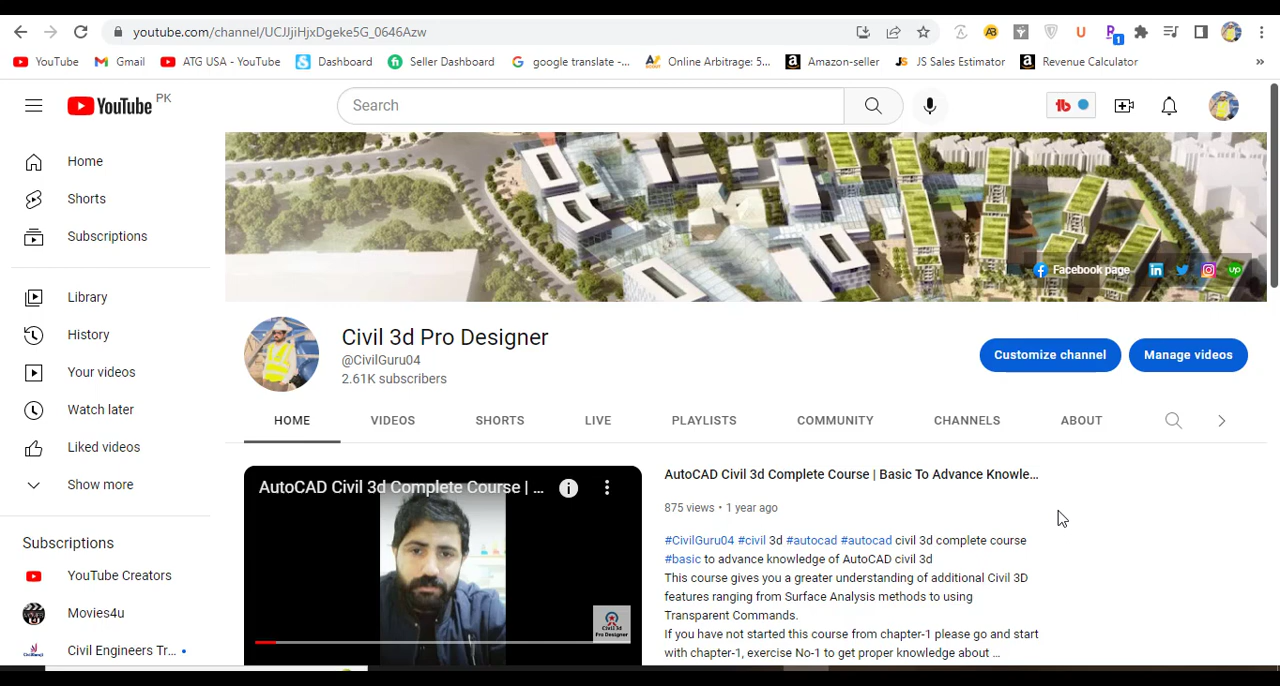 youtube.com/channel/UCJJjiHjxDgeke5G_0646Azw
1
YouTube
Gmail
ATG USA - YouTube
Dashboard
Seller Dashboard
google translate -...
Online Arbitrage: 5...
Amazon-seller
JS Sales Estimator
Revenue Calculator
»
YouTube PK
Search
Home
Shorts
Subscriptions
Library
History
Your videos
Watch later
Liked videos
Show more
Subscriptions
YouTube Creators
Movies4u
Civil Engineers Tr...
Facebook page
Civil 3d Pro Designer
@CivilGuru04
2.61K subscribers
Customize channel
Manage videos
HOME VIDEOS SHORTS LIVE PLAYLISTS COMMUNITY CHANNELS ABOUT
AutoCAD Civil 3d Complete Course | ...
Civil 3d
Pro Designer
AutoCAD Civil 3d Complete Course | Basic To Advance Knowle...
875 views • 1 year ago
#CivilGuru04 #civil 3d #autocad #autocad civil 3d complete course
#basic to advance knowledge of AutoCAD civil 3d
This course gives you a greater understanding of additional Civil 3D
features ranging from Surface Analysis methods to using
Transparent Commands.
If you have not started this course from chapter-1 please go and start
with chapter-1, exercise No-1 to get proper knowledge about ...